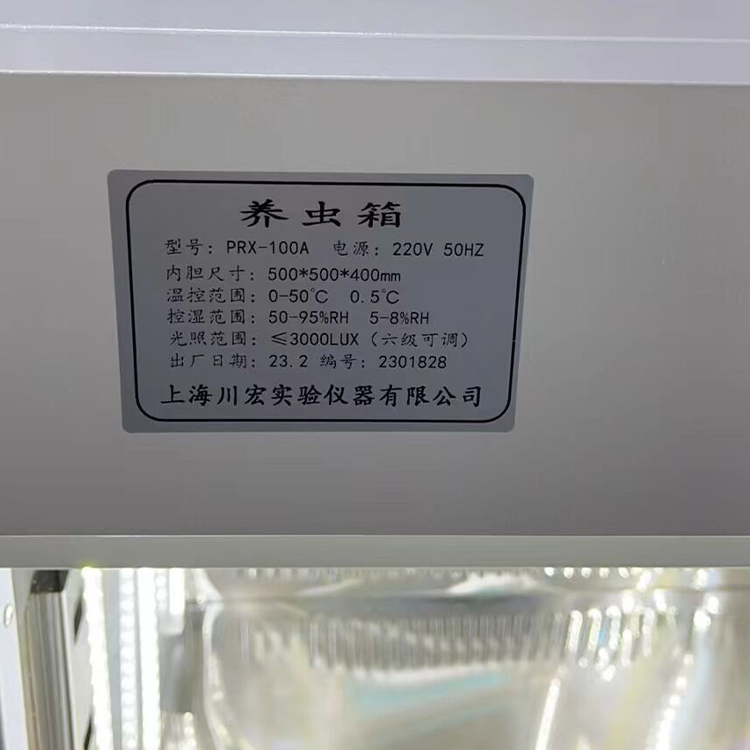 养虫箱
型号: PRX-100A 电源: 220V 50HZ
内胆尺寸: 500*500*400mm
温控范围: 0-50℃ 0.5℃
控湿范围: 50-95%RH 5-8%RH
光照范围: ≤3000LUX (六级可调)
出厂日期: 23.2 编号: 2301828
上海川宏实验仪器有限公司